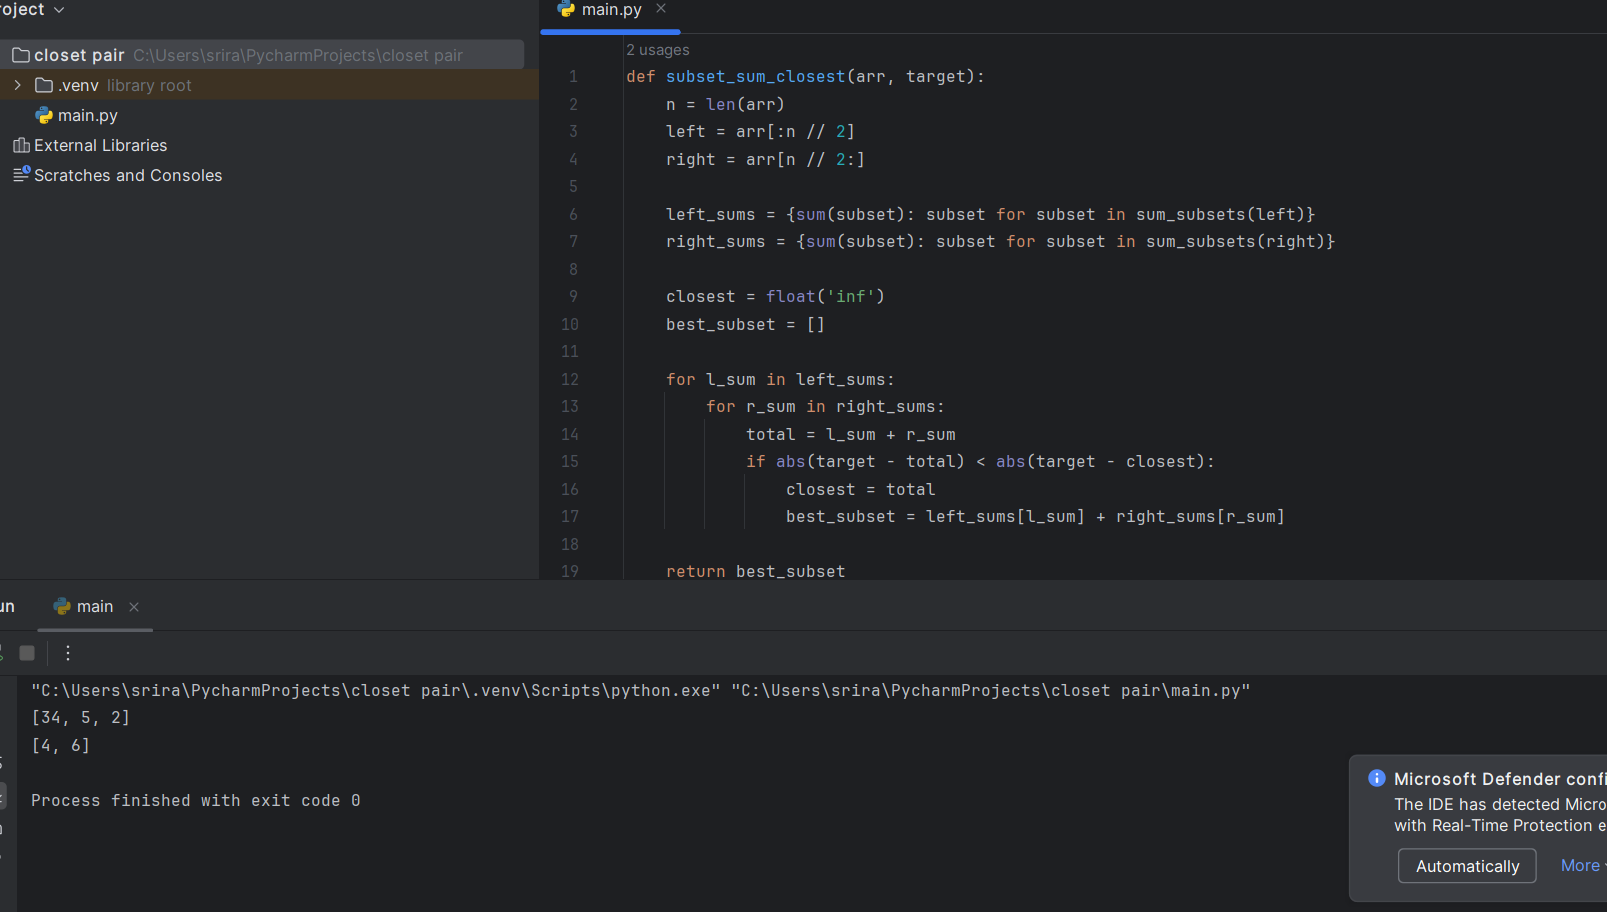 roject
closet pair C:\Users\srira\PycharmProjects\closet pair
.venv library root
main.py
External Libraries
Scratches and Consoles
main.py
2 usages
1 def subset_sum_closest(arr, target):
2     n = len(arr)
3     left = arr[:n // 2]
4     right = arr[n // 2:]
5
6     left_sums = {sum(subset): subset for subset in sum_subsets(left)}
7     right_sums = {sum(subset): subset for subset in sum_subsets(right)}
8
9     closest = float('inf')
10     best_subset = []
11
12     for l_sum in left_sums:
13         for r_sum in right_sums:
14             total = l_sum + r_sum
15             if abs(target - total) < abs(target - closest):
16                 closest = total
17                 best_subset = left_sums[l_sum] + right_sums[r_sum]
18
19     return best_subset
un
main
"C:\Users\srira\PycharmProjects\closet pair\.venv\Scripts\python.exe" "C:\Users\srira\PycharmProjects\closet pair\main.py"
[34, 5, 2]
[4, 6]
Process finished with exit code 0
Microsoft Defender confi
The IDE has detected Micro
with Real-Time Protection e
Automatically
More